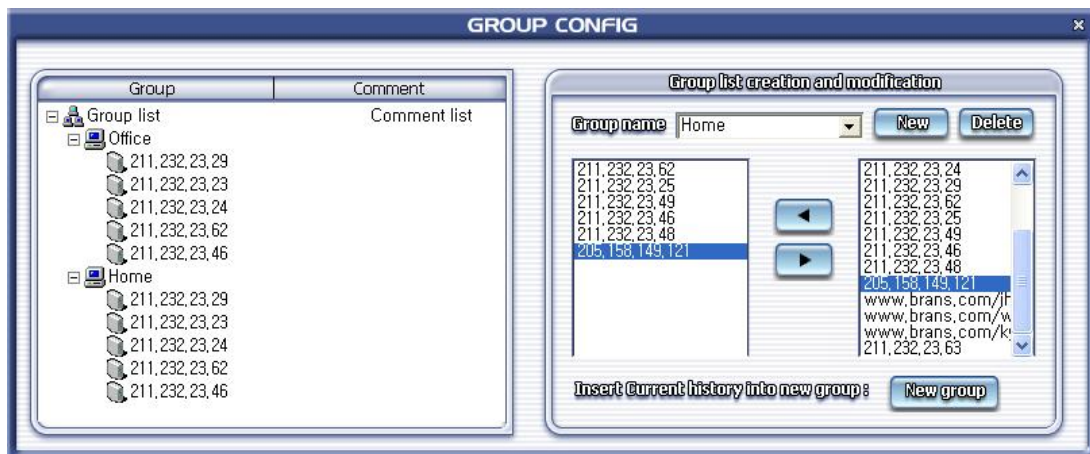 GROUP CONFIG
Group Comment
Group list Comment list
Office
211,232,23,29
211,232,23,23
211,232,23,24
211,232,23,62
211,232,23,46
Home
211,232,23,29
211,232,23,23
211,232,23,24
211,232,23,62
211,232,23,46
Group list creation and modification
Group name Home New Delete
211,232,23,62
211,232,23,25
211,232,23,49
211,232,23,46
211,232,23,48
205,158,149,121
211,232,23,24
211,232,23,29
211,232,23,62
211,232,23,25
211,232,23,49
211,232,23,46
211,232,23,48
205,158,149,121
www,brans,com/
www,brans,com/
www,brans,com/
211,232,23,63
Insert Current history into new group : New group